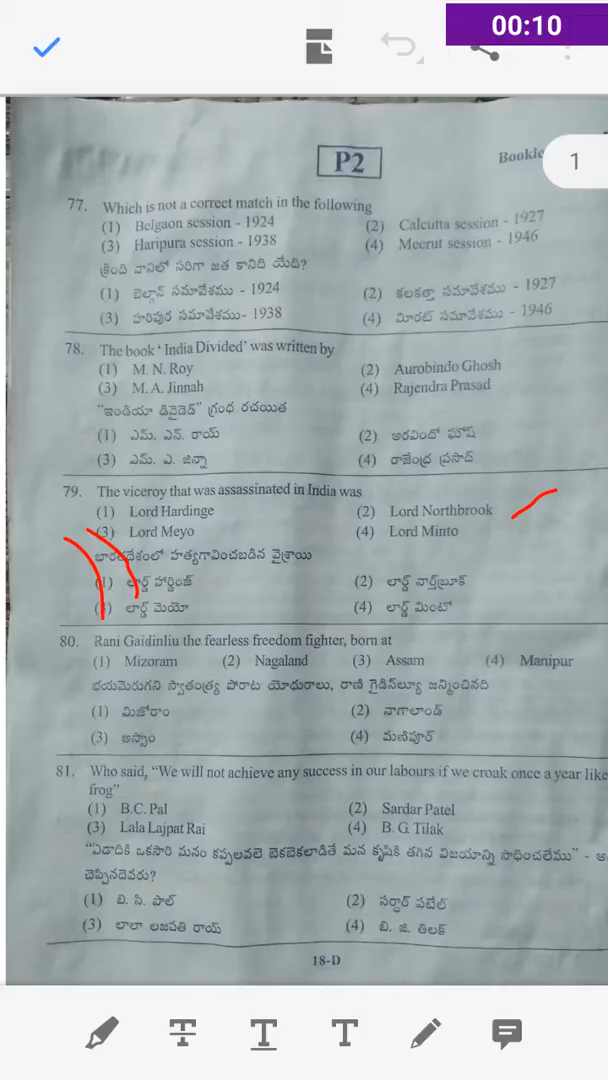 00:10
1
P2
Bookle
77. Which is not a correct match in the following
(1) Belgaon session - 1924 (2) Calcutta session - 1927
(3) Haripura session - 1938 (4) Meerut session - 1946
క్రింది వానిలో సరిగా జత కానిది యేది?
(1) బెల్గాన్ సమావేశము - 1924 (2) కలకత్తా సమావేశము - 1927
(3) హరిపుర సమావేశము- 1938 (4) మీరట్ సమావేశము - 1946
78. The book ‘ India Divided’ was written by
(1) M. N. Roy (2) Aurobindo Ghosh
(3) M. A. Jinnah (4) Rajendra Prasad
“ఇండియా డివైడెడ్” గ్రంధ రచయిత
(1) ఎమ్. ఎన్. రాయ్ (2) అరవిందో ఘోష్
(3) ఎమ్. ఎ. జిన్నా (4) రాజేంద్ర ప్రసాద్
79. The viceroy that was assassinated in India was
(1) Lord Hardinge (2) Lord Northbrook
(3) Lord Meyo (4) Lord Minto
భారతదేశంలో హత్యగావించబడిన వైశ్రాయి
(1) లార్డ్ హార్డింజ్ (2) లార్డ్ నార్త్‌బ్రూక్
(3) లార్డ్ మెయో (4) లార్డ్ మింటో
80. Rani Gaidinliu the fearless freedom fighter, born at
(1) Mizoram (2) Nagaland (3) Assam (4) Manipur
భయమెరుగని స్వాతంత్ర్య పోరాట యోధురాలు, రాణి గైడిన్‌ల్యూ జన్మించినది
(1) మిజోరాం (2) నాగాలాండ్
(3) అస్సాం (4) మణిపూర్
81. Who said, “We will not achieve any success in our labours if we croak once a year like
frog”
(1) B.C. Pal (2) Sardar Patel
(3) Lala Lajpat Rai (4) B. G Tilak
“ఏడాదికి ఒకసారి మనం కప్పలవలె బెకబెకలాడితే మన కృషికి తగిన విజయాన్ని సాధించలేము” - అ
చెప్పినదెవరు?
(1) బి. సి. పాల్ (2) సర్ధార్ పటేల్
(3) లాలా లజపతి రాయ్ (4) బి. జి. తిలక్
18-D